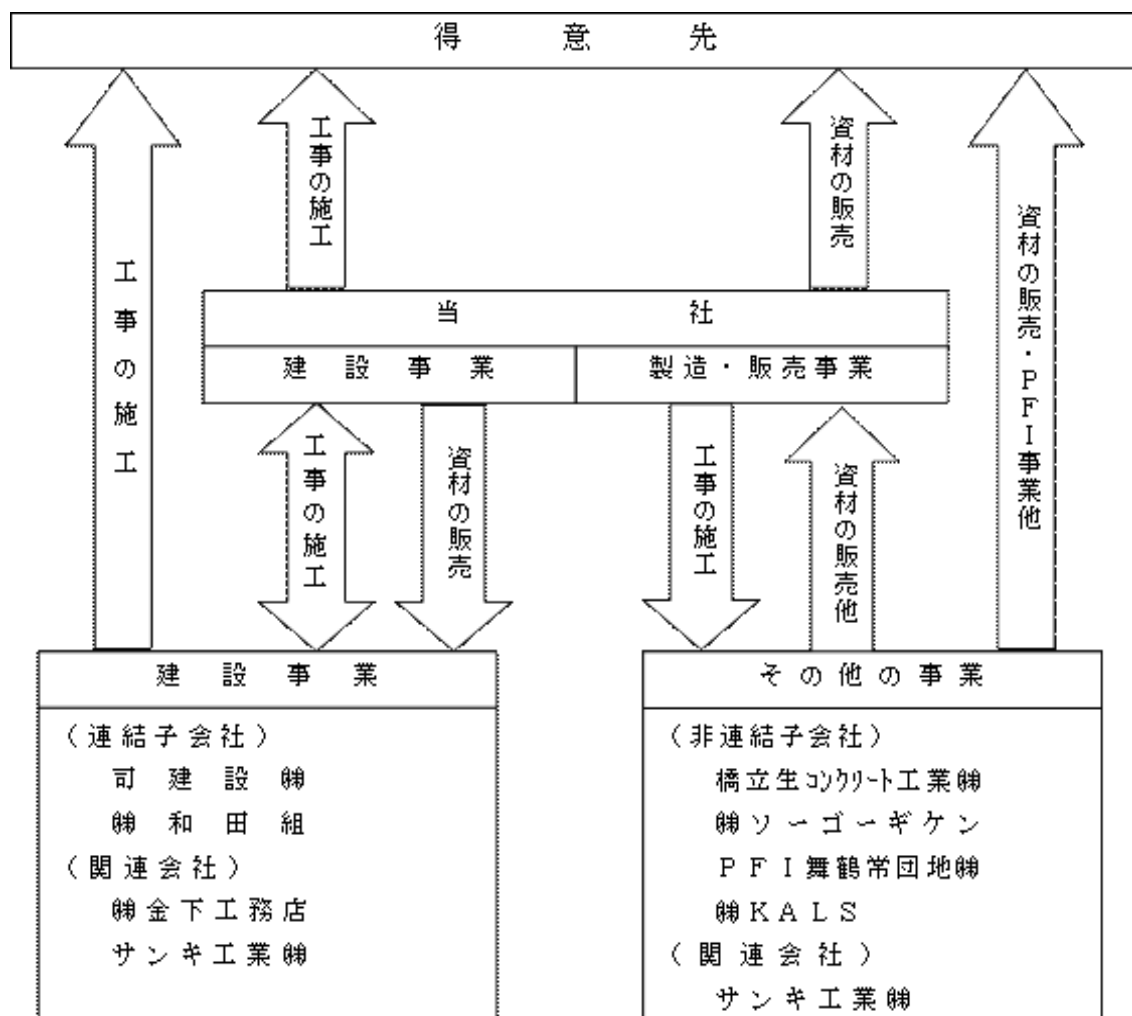 得意先
工事の施工
工事の施工
資材の販売
資材の販売・PFI事業他
当社
建設事業
製造・販売事業
工事の施工
資材の販売
工事の施工
資材の販売他
建設事業
(連結子会社)
司建設㈱
㈱和田組
(関連会社)
㈱金下工務店
サンキ工業㈱
その他の事業
(非連結子会社)
橋立生コンクリート工業㈱
㈱ソーゴーギケン
PFI舞鶴常団地㈱
㈱KALS
(関連会社)
サンキ工業㈱